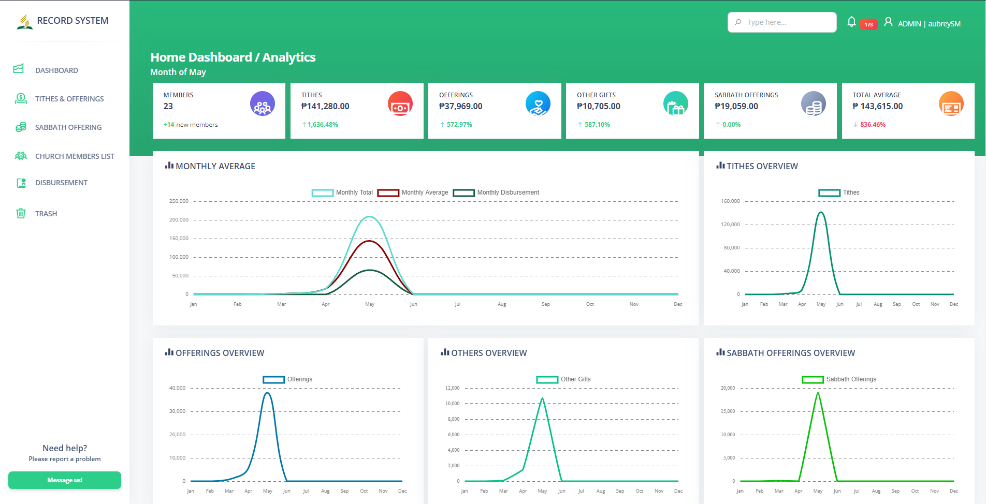 RECORD SYSTEM
Type here...
ADMIN | aubreySM
DASHBOARD
TITHES & OFFERINGS
SABBATH OFFERING
CHURCH MEMBERS LIST
DISBURSEMENT
TRASH
Need help?
Please report a problem
Message us!
Home Dashboard / Analytics
Month of May
MEMBERS
23
+14 new members
TITHES
₱141,280.00
↑1,636.48%
OFFERINGS
₱37,969.00
↑ 572.97%
OTHER GIFTS
₱10,705.00
↑ 587.10%
SABBATH OFFERINGS
₱19,059.00
↑ 0.00%
TOTAL AVERAGE
₱ 143,615.00
↓ 836.46%
MONTHLY AVERAGE
Monthly Total Monthly Average Monthly Disbursement
250,000
200,000
150,000
100,000
50,000
0
Jan Feb Mar Apr May Jun Jul Aug Sep Oct Nov Dec
TITHES OVERVIEW
Tithes
160,000
120,000
80,000
40,000
0
Jan Feb Mar Apr May Jun Jul Aug Sep Oct Nov Dec
OFFERINGS OVERVIEW
Offerings
40,000
30,000
20,000
10,000
0
Jan Feb Mar Apr May Jun Jul Aug Sep Oct Nov Dec
OTHERS OVERVIEW
Other Gifts
12,000
10,000
8,000
6,000
4,000
2,000
0
Jan Feb Mar Apr May Jun Jul Aug Sep Oct Nov Dec
SABBATH OFFERINGS OVERVIEW
Sabbath Offerings
20,000
15,000
10,000
5,000
0
Jan Feb Mar Apr May Jun Jul Aug Sep Oct Nov Dec